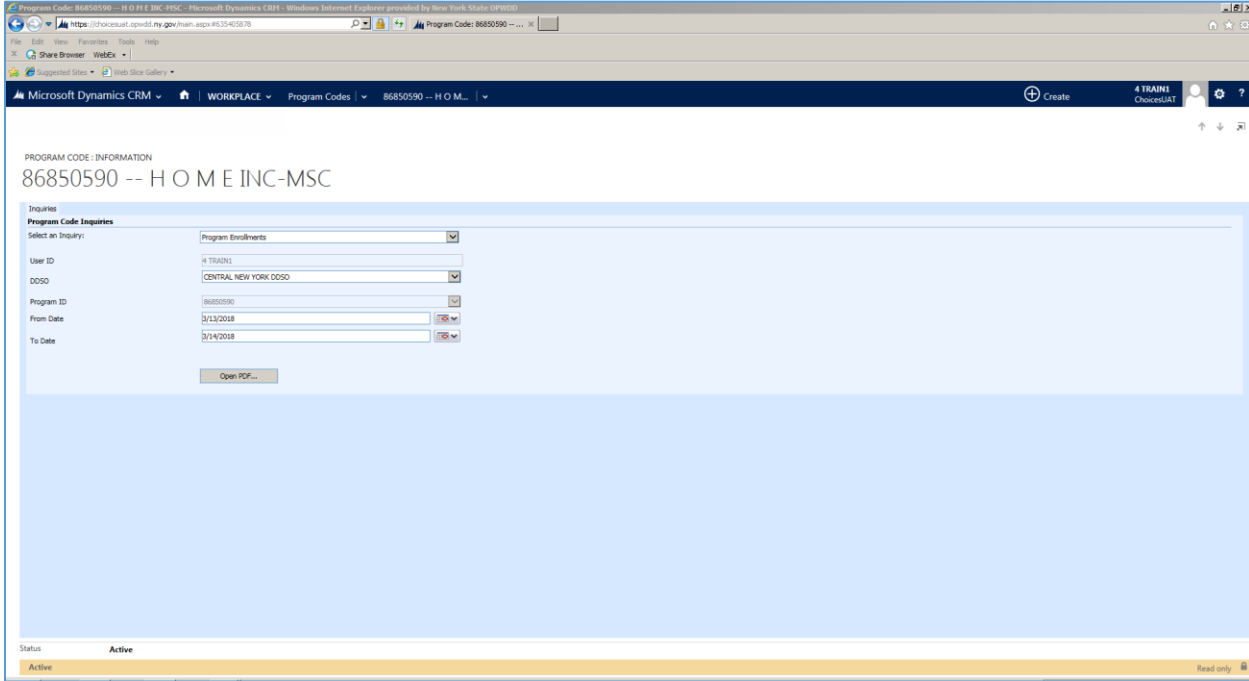 Program Code: 86850590 -- H O M E INC-MSC - Microsoft Dynamics CRM - Windows Internet Explorer provided by New York State OPWDD
https://choicesuat.opwdd.ny.gov/main.aspx#635405878
Program Code: 86850590 -- ...
File Edit View Favorites Tools Help
X Share Browser WebEx
Suggested Sites Web Slice Gallery
Microsoft Dynamics CRM WORKPLACE Program Codes 86850590 -- H O M... Create 4 TRAIN1 ?
ChoicesUAT
PROGRAM CODE : INFORMATION
86850590 -- H O M E INC-MSC
Inquiries
Program Code Inquiries
Select an Inquiry: Program Enrollments
User ID 4 TRAIN1
DDSO CENTRAL NEW YORK DDSO
Program ID 86850590
From Date 3/13/2018
To Date 3/14/2018
Open PDF...
Status Active
Active Read only